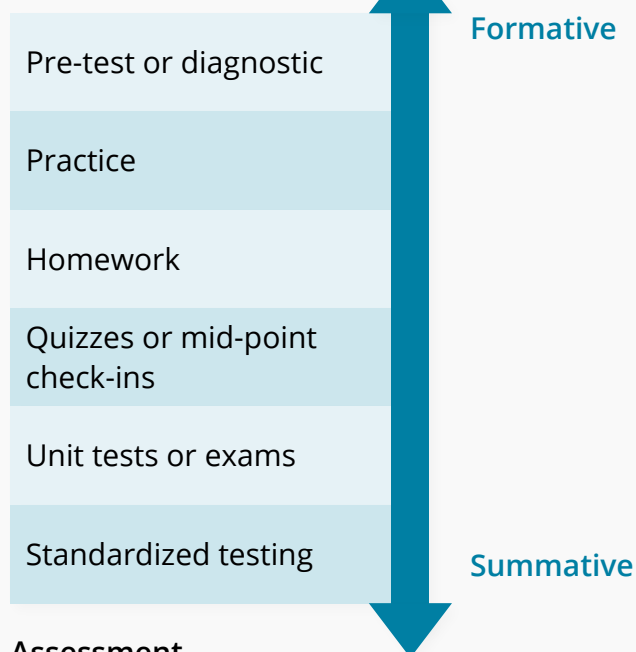 Formative
Pre-test or diagnostic
Practice
Homework
Quizzes or mid-point
check-ins
Unit tests or exams
Standardized testing
Summative
Assessment